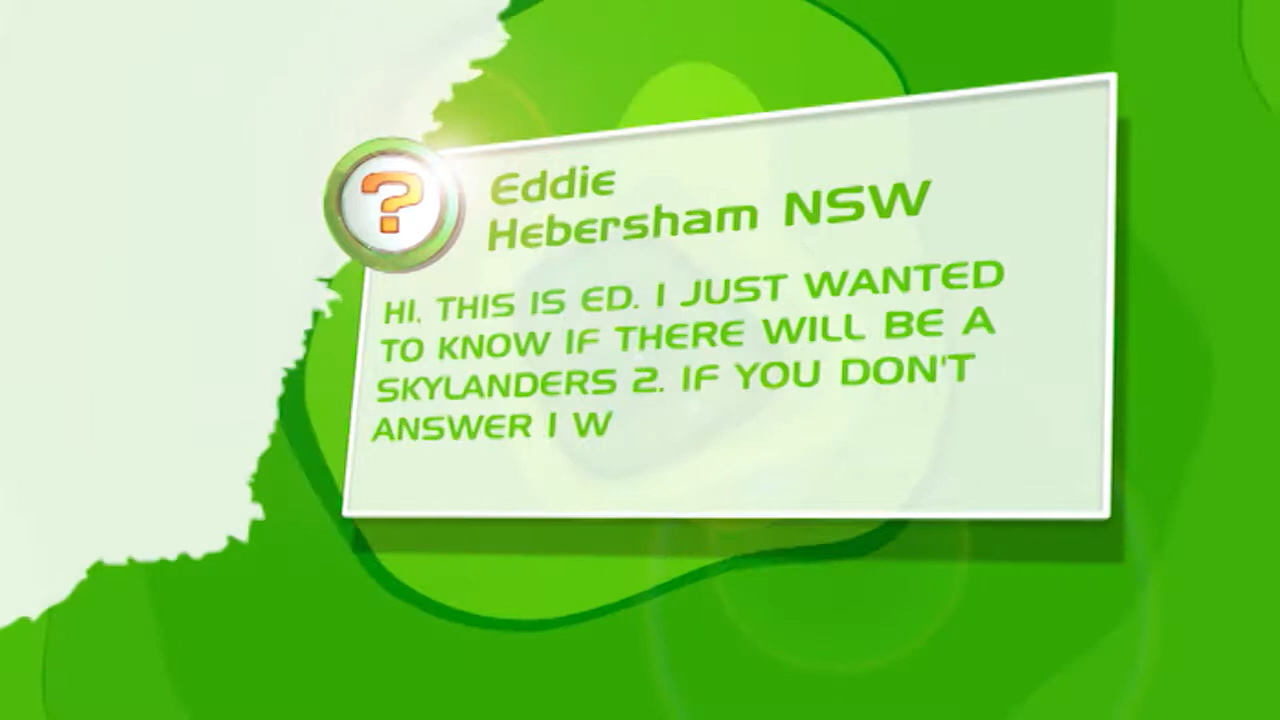 ?
Eddie
Hebersham NSW
HI. THIS IS ED. I JUST WANTED
TO KNOW IF THERE WILL BE A
SKYLANDERS 2. IF YOU DON'T
ANSWER I W